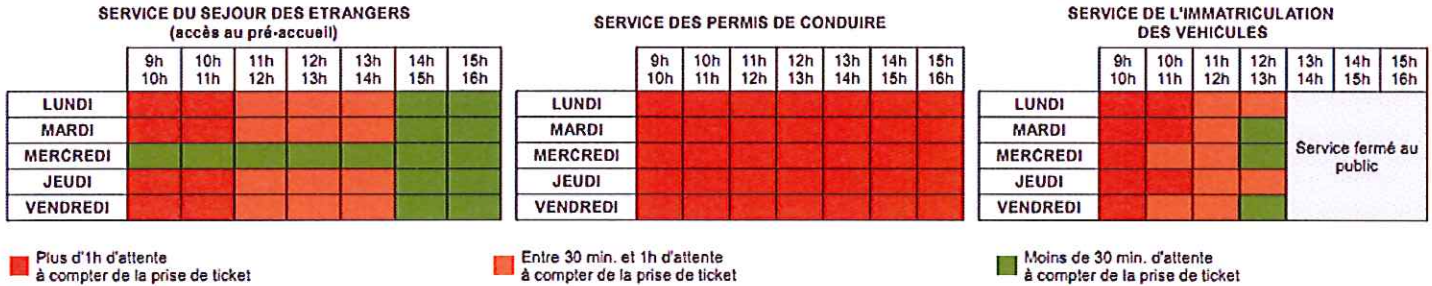 SERVICE DU SEJOUR DES ETRANGERS
(accès au pré-accueil)
9h 10h 11h 12h 13h 14h 15h
10h 11h 12h 13h 14h 15h 16h
LUNDI
MARDI
MERCREDI
JEUDI
VENDREDI
SERVICE DES PERMIS DE CONDUIRE
9h 10h 11h 12h 13h 14h 15h
10h 11h 12h 13h 14h 15h 16h
LUNDI
MARDI
MERCREDI
JEUDI
VENDREDI
SERVICE DE L'IMMATRICULATION
DES VEHICULES
9h 10h 11h 12h 13h 14h 15h
10h 11h 12h 13h 14h 15h 16h
LUNDI
MARDI
MERCREDI
JEUDI
VENDREDI
Service fermé au
public
Plus d'1h d'attente
à compter de la prise de ticket
Entre 30 min. et 1h d'attente
à compter de la prise de ticket
Moins de 30 min. d'attente
à compter de la prise de ticket